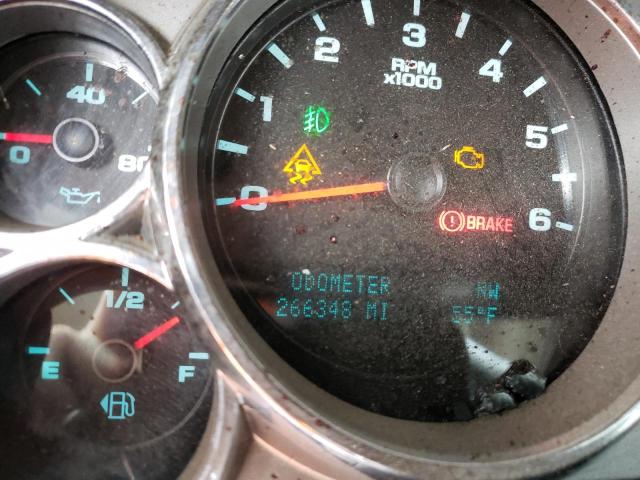 40
0
80
1/2
E
F
0
1
2
3
4
5
6
RPM
x1000
BRAKE
ODOMETER
266348 MI
NW
55°F